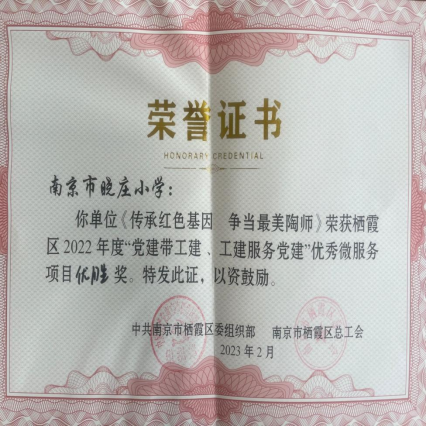 荣誉证书
HONORARY CREDENTIAL
南京市晓庄小学：
你单位《传承红色基因 争当最美陶师》荣获栖霞
区2022年度“党建带工建、工建服务党建”优秀微服务
项目优胜奖。特发此证，以资鼓励。
中共南京市栖霞区委组织部 南京市栖霞区总工会
2023年2月